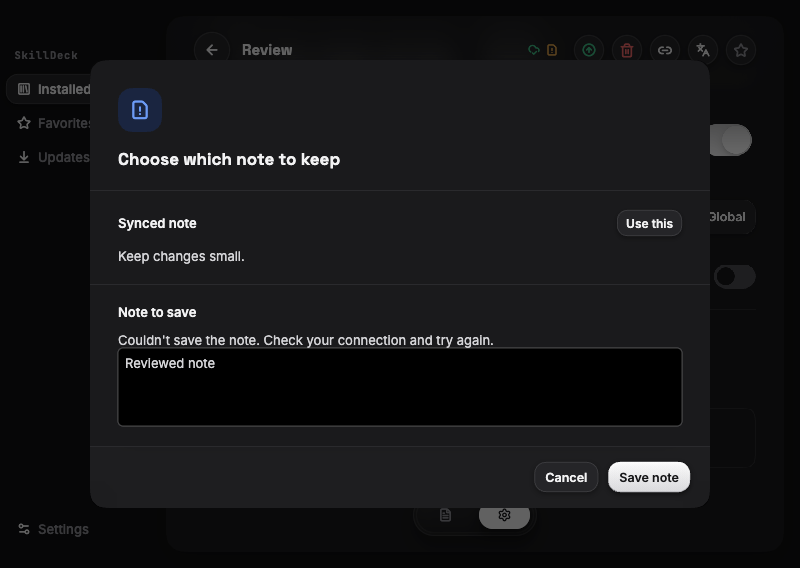 SkillDeck
Review
Installed
Favorites
Updates
Choose which note to keep
Synced note
Use this
Global
Keep changes small.
Note to save
Couldn't save the note. Check your connection and try again.
Reviewed note
Cancel
Save note
Settings